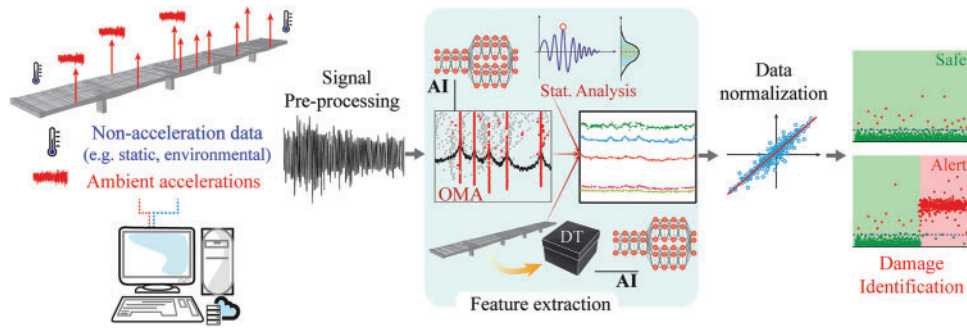 Non-acceleration data
(e.g. static, environmental)
Ambient accelerations
Signal
Pre-processing
AI
Stat. Analysis
OMA
DT
AI
Feature extraction
Data
normalization
Safe
Alert
Damage
Identification